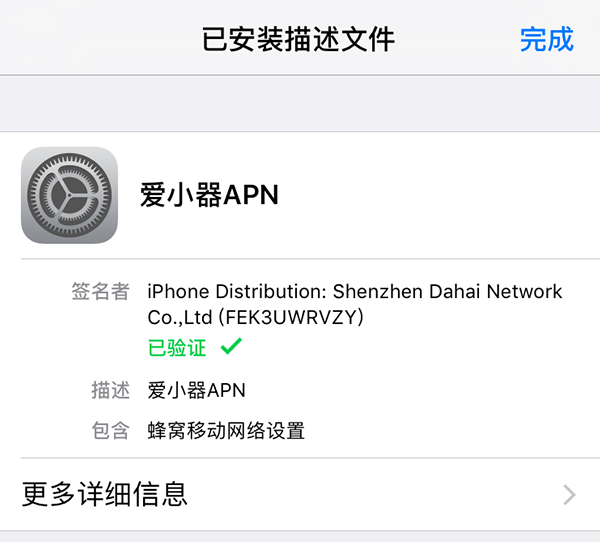 已安装描述文件
完成
爱小器APN
签名者
iPhone Distribution: Shenzhen Dahai Network
Co.,Ltd (FEK3UWRVZY)
已验证
描述
爱小器APN
包含
蜂窝移动网络设置
更多详细信息